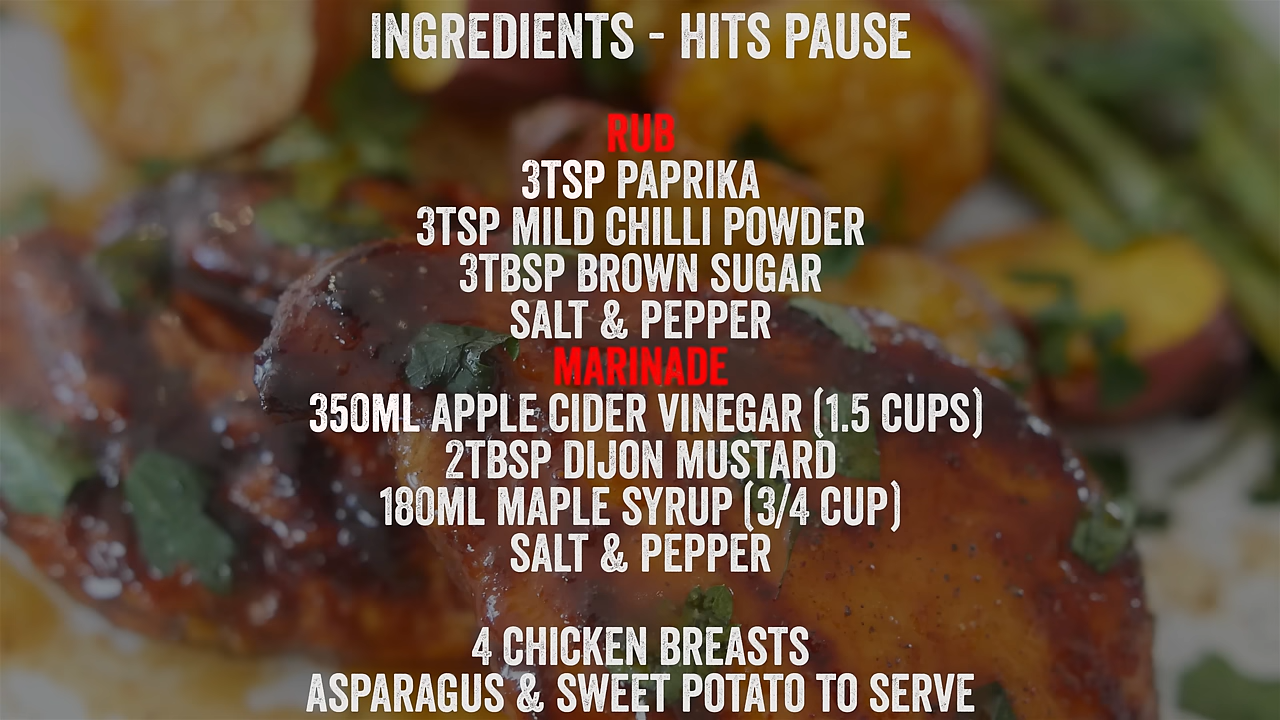 INGREDIENTS - HITS PAUSE
RUB
3TSP PAPRIKA
3TSP MILD CHILLI POWDER
3TBSP BROWN SUGAR
SALT & PEPPER
MARINADE
350ML APPLE CIDER VINEGAR (1.5 CUPS)
2TBSP DIJON MUSTARD
180ML MAPLE SYRUP (3/4 CUP)
SALT & PEPPER
4 CHICKEN BREASTS
ASPARAGUS & SWEET POTATO TO SERVE